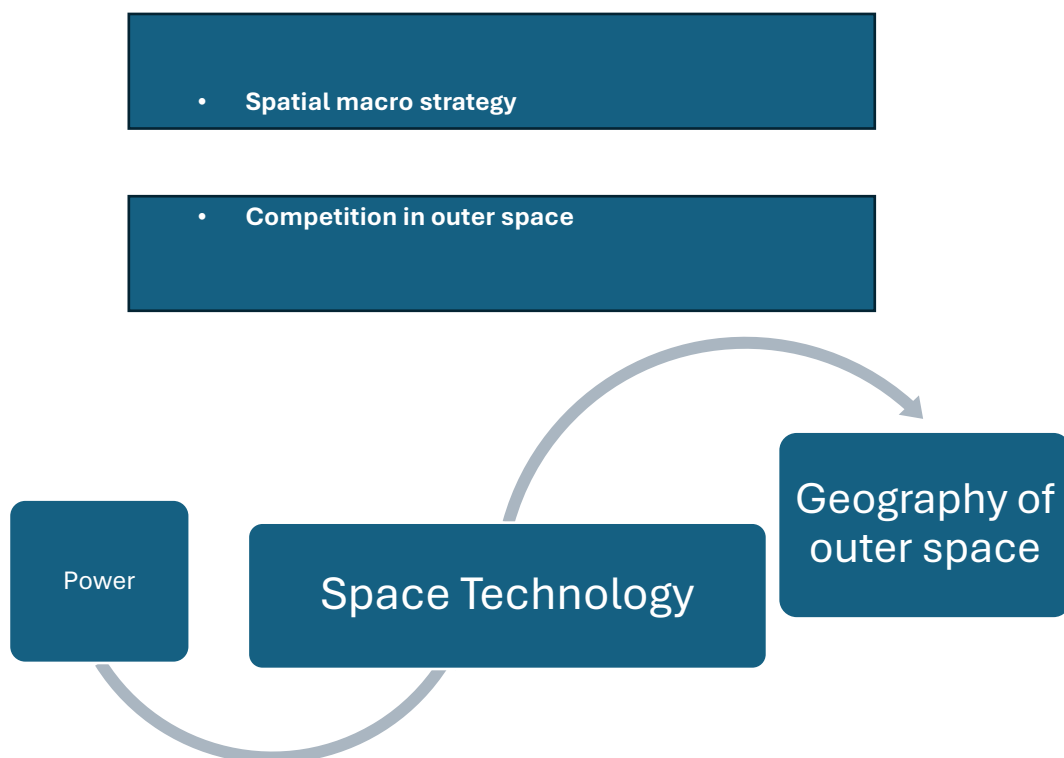 • Spatial macro strategy
• Competition in outer space
Geography of
outer space
Power
Space Technology